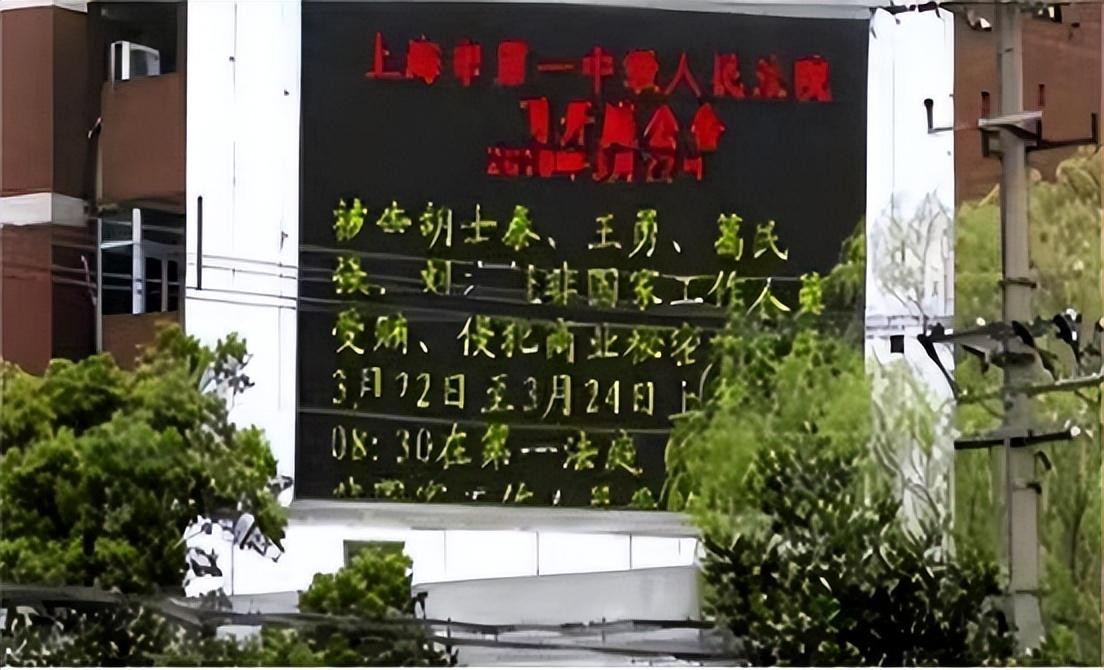 上海市第一中级人民法院
开庭公告
被告胡士泰、王勇、葛民
刘 非国家工作人员
受贿、侵犯商业秘密
3月22日至3月24日上
08:30在第一法庭